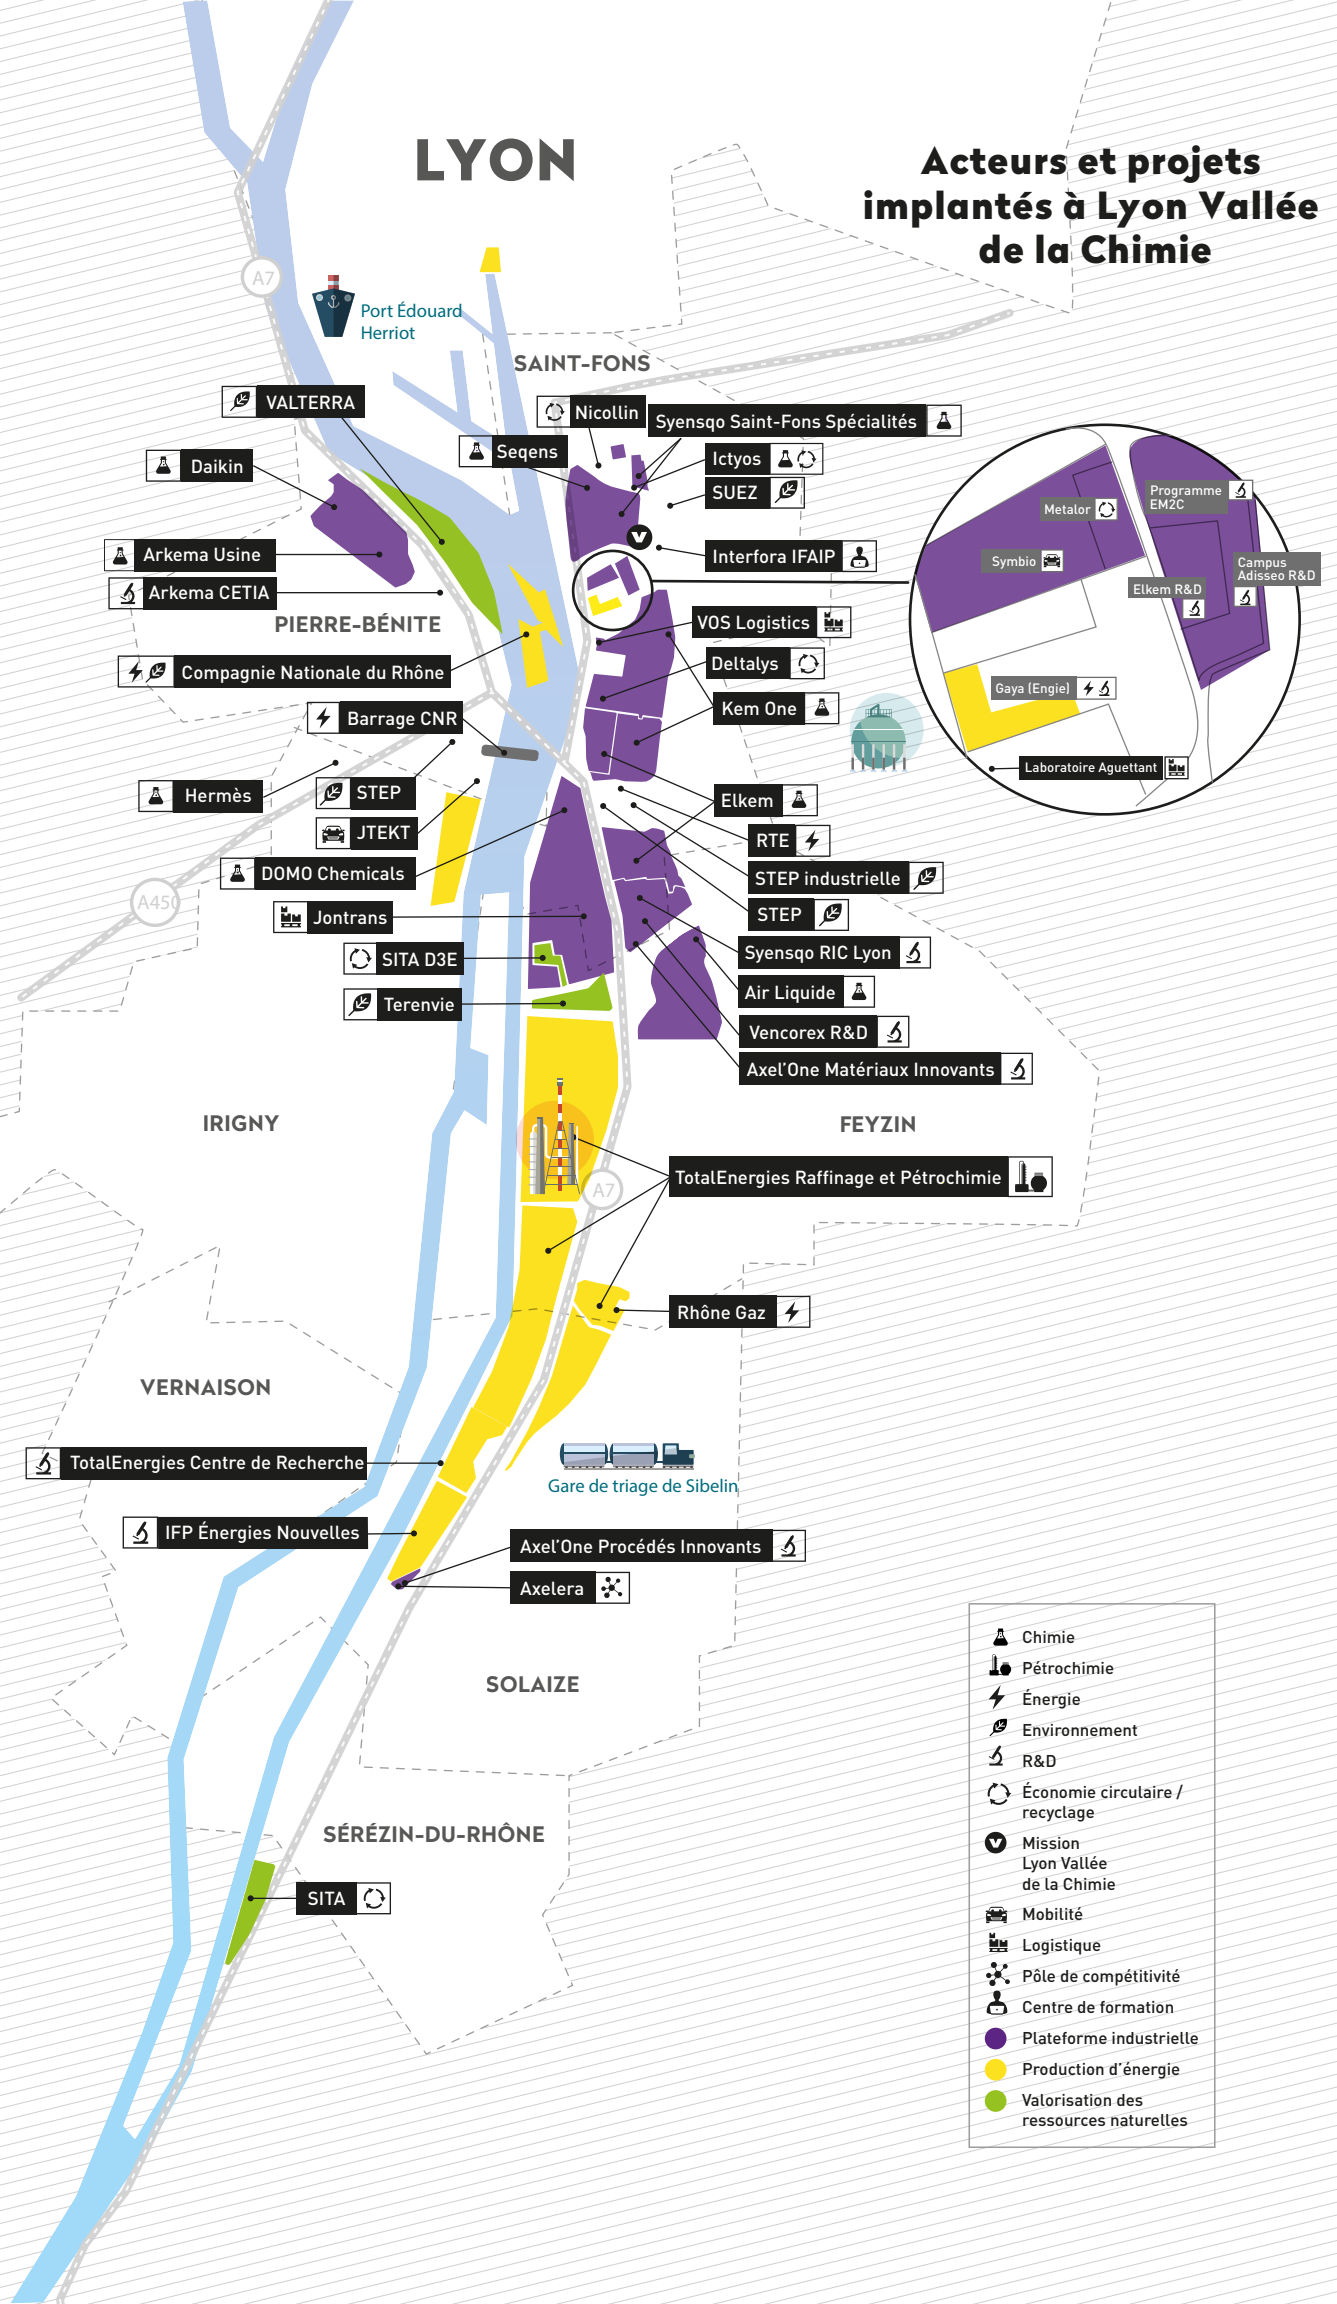 LYON
Acteurs et projets
implantés à Lyon Vallée
de la Chimie
A7
Port Édouard
Herriot
SAINT-FONS
VALTERRA
Nicollin
Syensqo Saint-Fons Spécialités
Seqens
Ictyos
Daikin
SUEZ
Arkema Usine
Interfora IFAIP
Arkema CETIA
PIERRE-BÉNITE
VOS Logistics
Compagnie Nationale du Rhône
Deltalys
Kem One
Barrage CNR
Hermès
STEP
Elkem
JTEKT
RTE
DOMO Chemicals
STEP industrielle
A450
Jontrans
STEP
SITA D3E
Syensqo RIC Lyon
Terenvie
Air Liquide
Vencorex R&D
Axel'One Matériaux Innovants
Metalor
Programme
EM2C
Symbio
Campus
Adisseo R&D
Elkem R&D
Gaya (Engie)
Laboratoire Aguettant
IRIGNY
FEYZIN
TotalEnergies Raffinage et Pétrochimie
A7
Rhône Gaz
VERNAISON
TotalEnergies Centre de Recherche
Gare de triage de Sibelin
IFP Énergies Nouvelles
Axel'One Procédés Innovants
Axelera
SOLAIZE
SÉRÉZIN-DU-RHÔNE
SITA
Chimie
Pétrochimie
Énergie
Environnement
R&D
Économie circulaire /
recyclage
Mission
Lyon Vallée
de la Chimie
Mobilité
Logistique
Pôle de compétitivité
Centre de formation
Plateforme industrielle
Production d'énergie
Valorisation des
ressources naturelles